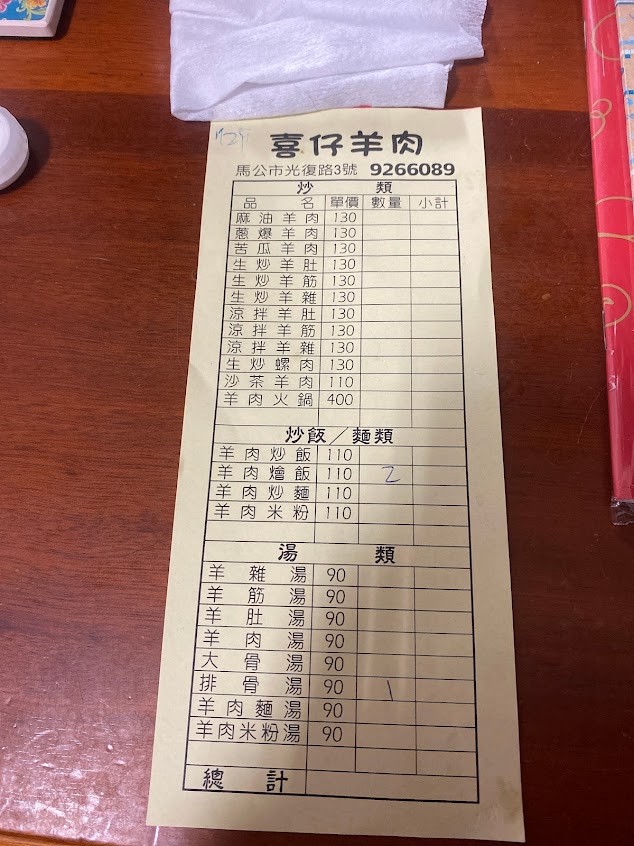 喜仔羊肉
馬公市光復路3號 9266089
炒 類
品 名 單價 數量 小計
麻油羊肉 130
蔥爆羊肉 130
苦瓜羊肉 130
生炒羊肚 130
生炒羊筋 130
生炒羊雜 130
涼拌羊肚 130
涼拌羊筋 130
涼拌羊雜 130
生炒螺肉 130
沙茶羊肉 110
羊肉火鍋 400
炒飯／麵類
羊肉炒飯 110
羊肉燴飯 110 2
羊肉炒麵 110
羊肉米粉 110
湯 類
羊雜湯 90
羊筋湯 90
羊肚湯 90
羊肉湯 90
大骨湯 90
排骨湯 90 1
羊肉麵湯 90
羊肉米粉湯 90
總 計